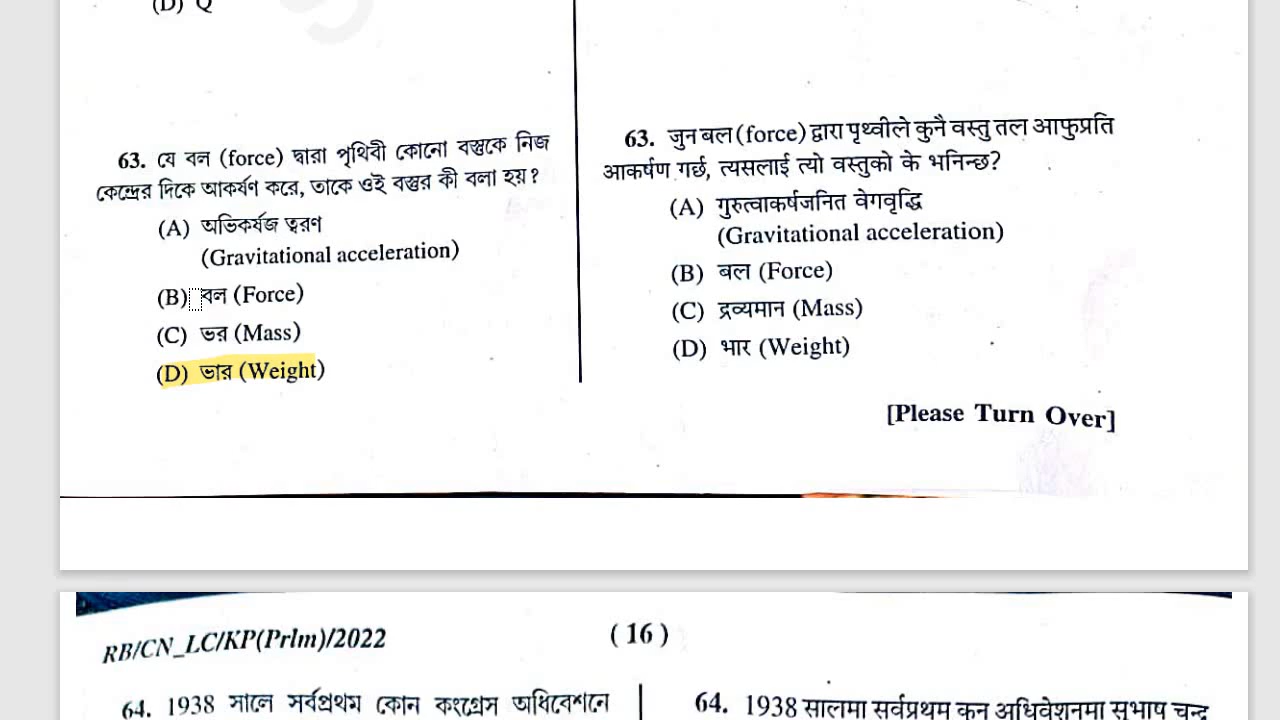 (D) Q
63. যে বল (force) দ্বারা পৃথিবী কোনো বস্তুকে নিজ
কেন্দ্রের দিকে আকর্ষণ করে, তাকে ওই বস্তুর কী বলা হয়?
(A) অভিকর্ষজ ত্বরণ
(Gravitational acceleration)
(B) বল (Force)
(C) ভর (Mass)
(D) ভার (Weight)
63. जुन बल (force) द्वारा पृथ्वीले कुनै वस्तु तल आफुप्रति
आकर्षण गर्छ, त्यसलाई त्यो वस्तुको के भनिन्छ?
(A) गुरुत्वाकर्षजनित वेगवृद्धि
(Gravitational acceleration)
(B) बल (Force)
(C) द्रव्यमान (Mass)
(D) भार (Weight)
[Please Turn Over]
RB/CN_LC/KP(Prlm)/2022
( 16 )
64. 1938 সালে সর্বপ্রথম কোন কংগ্রেস অধিবেশনে
64. 1938 सालमा सर्वप्रथम कुन अधिवेशनमा सुभाष चन्द्र